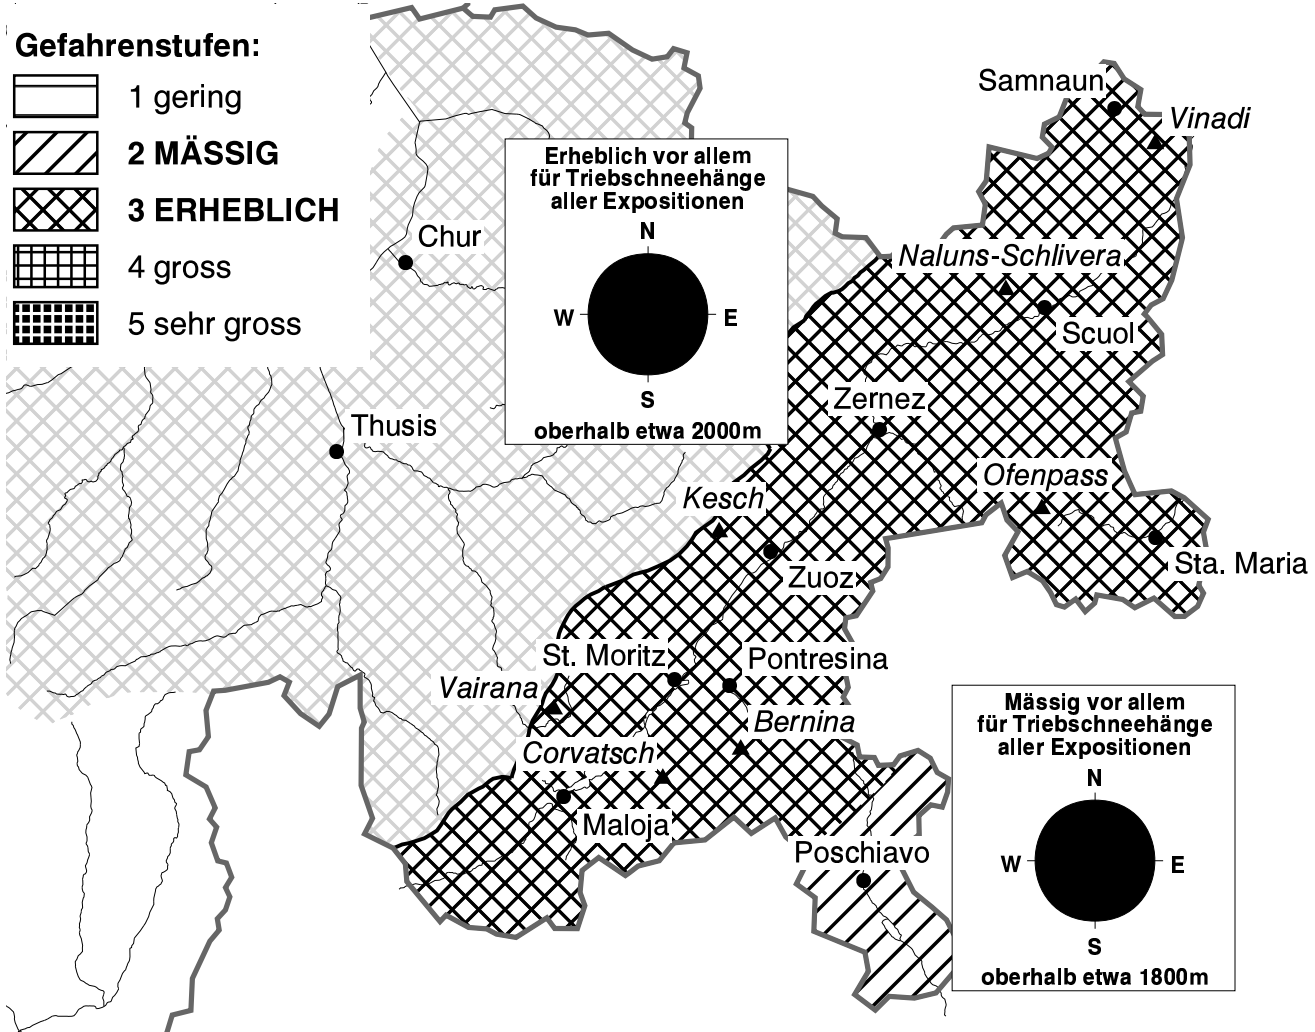 Gefahrenstufen:
1 gering
2 MÄSSIG
3 ERHEBLICH
4 gross
5 sehr gross
Samnaun
Vinadi
Erheblich vor allem
für Triebschneehänge
aller Expositionen
N
W
E
S
oberhalb etwa 2000m
Chur
Naluns-Schlivera
Scuol
Zernez
Thusis
Ofenpass
Kesch
Sta. Maria
Zuoz
St. Moritz
Pontresina
Vairana
Bernina
Corvatsch
Maloja
Poschiavo
Mässig vor allem
für Triebschneehänge
aller Expositionen
N
W
E
S
oberhalb etwa 1800m